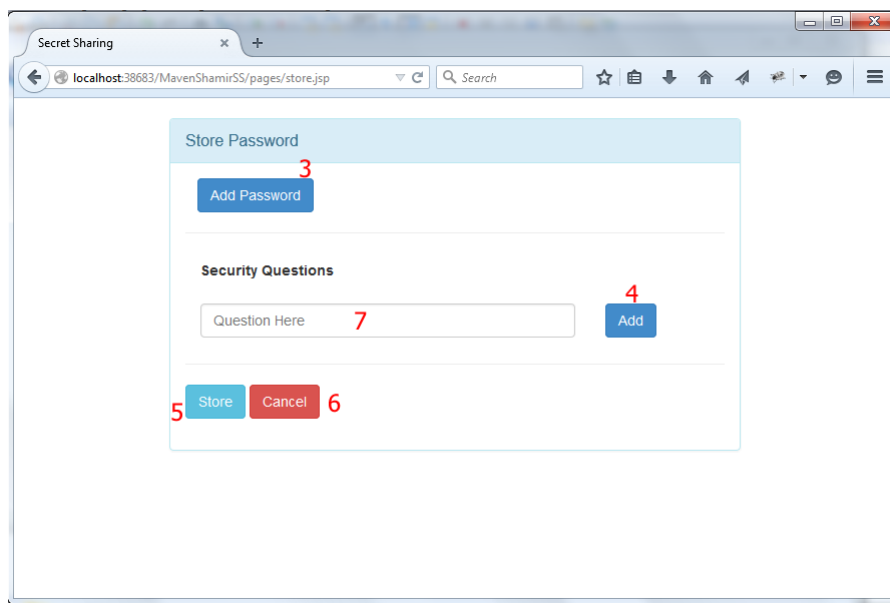 Secret Sharing
localhost:38683/MavenShamirSS/pages/store.jsp
Search
Store Password
3
Add Password
Security Questions
4
Question Here 7
Add
5 Store Cancel 6